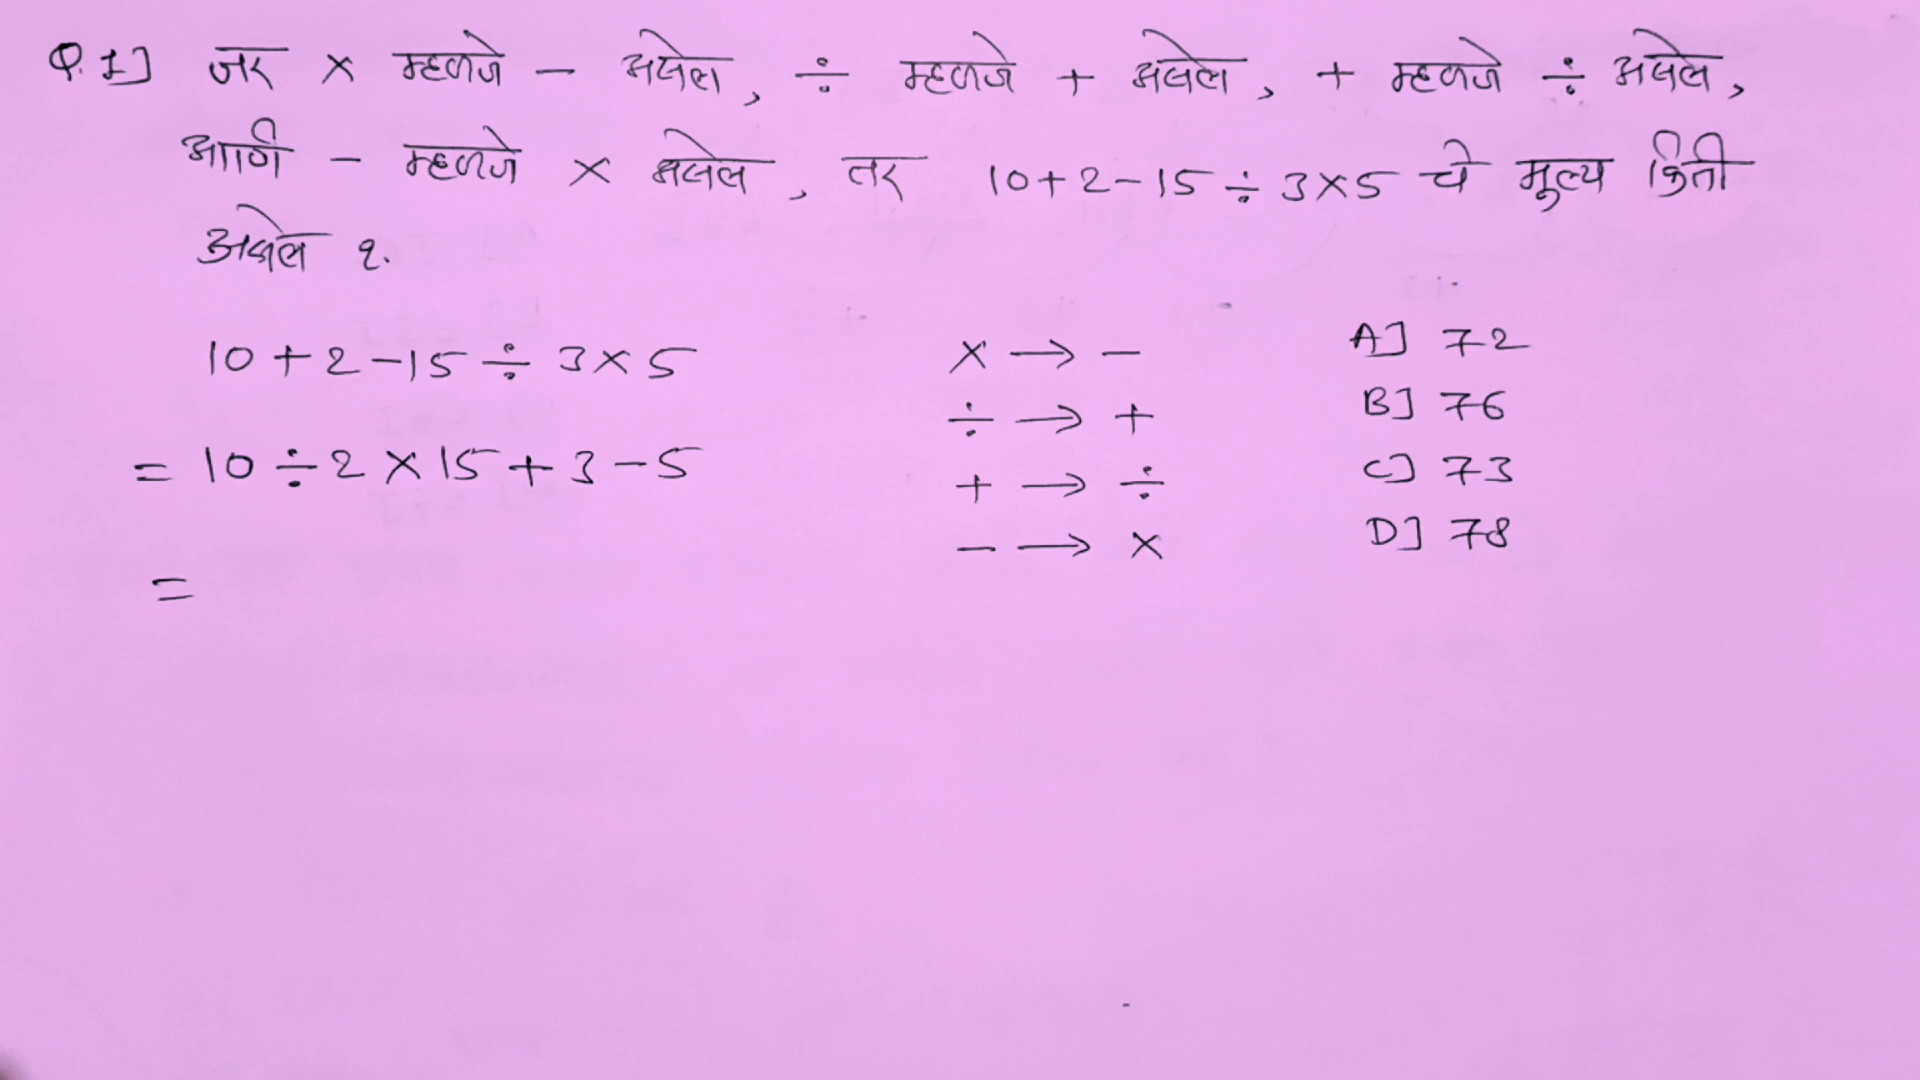 Q.1] जर × म्हणजे - असेल, ÷ म्हणजे + असेल, + म्हणजे ÷ असेल,
आणि - म्हणजे × असेल, तर 10+2-15÷3×5 चे मूल्य किती
असेल ?.
10+2-15÷3×5
= 10÷2×15+3-5
=
× → -
÷ → +
+ → ÷
- → ×
A] 72
B] 76
C] 73
D] 78